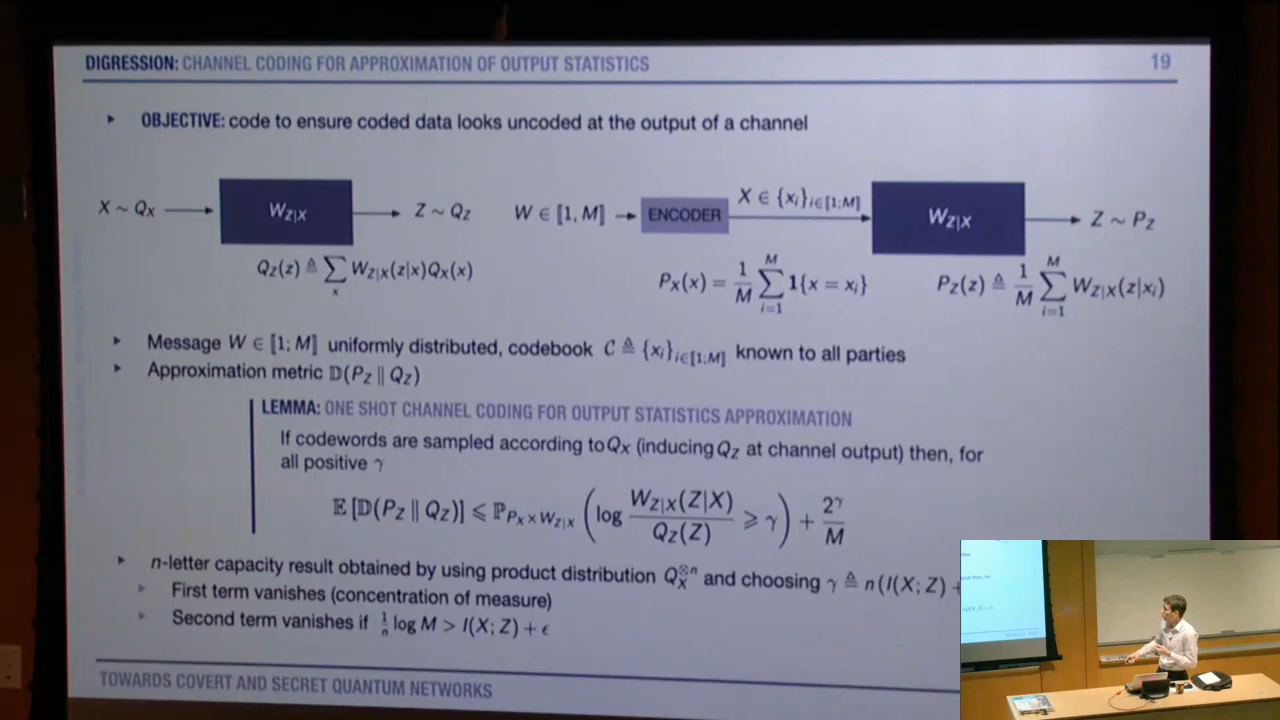 DIGRESSION: CHANNEL CODING FOR APPROXIMATION OF OUTPUT STATISTICS 19
▸ OBJECTIVE: code to ensure coded data looks uncoded at the output of a channel
X ∼ Q_X W_{Z|X} Z ∼ Q_Z W ∈ ⟦1, M⟧ ENCODER X ∈ {x_i}_{i∈⟦1;M⟧} W_{Z|X} Z ∼ P_Z
Q_Z(z) ≜ ∑_x W_{Z|X}(z|x)Q_X(x) P_X(x) = 1/M ∑_{i=1}^{M} 1{x = x_i} P_Z(z) ≜ 1/M ∑_{i=1}^{M} W_{Z|X}(z|x_i)
▸ Message W ∈ ⟦1; M⟧ uniformly distributed, codebook C ≜ {x_i}_{i∈⟦1;M⟧} known to all parties
▸ Approximation metric 𝔻(P_Z ∥ Q_Z)
LEMMA: ONE SHOT CHANNEL CODING FOR OUTPUT STATISTICS APPROXIMATION
If codewords are sampled according to Q_X (inducing Q_Z at channel output) then, for
all positive γ
𝔼[𝔻(P_Z ∥ Q_Z)] ⩽ ℙ_{P_X×W_{Z|X}} (log W_{Z|X}(Z|X)/Q_Z(Z) ⩾ γ) + 2^γ/M
▸ n-letter capacity result obtained by using product distribution Q_X^{⊗n} and choosing γ ≜ n(I(X; Z) +
▸ First term vanishes (concentration of measure)
▸ Second term vanishes if 1/n log M > I(X; Z) + ϵ
TOWARDS COVERT AND SECRET QUANTUM NETWORKS